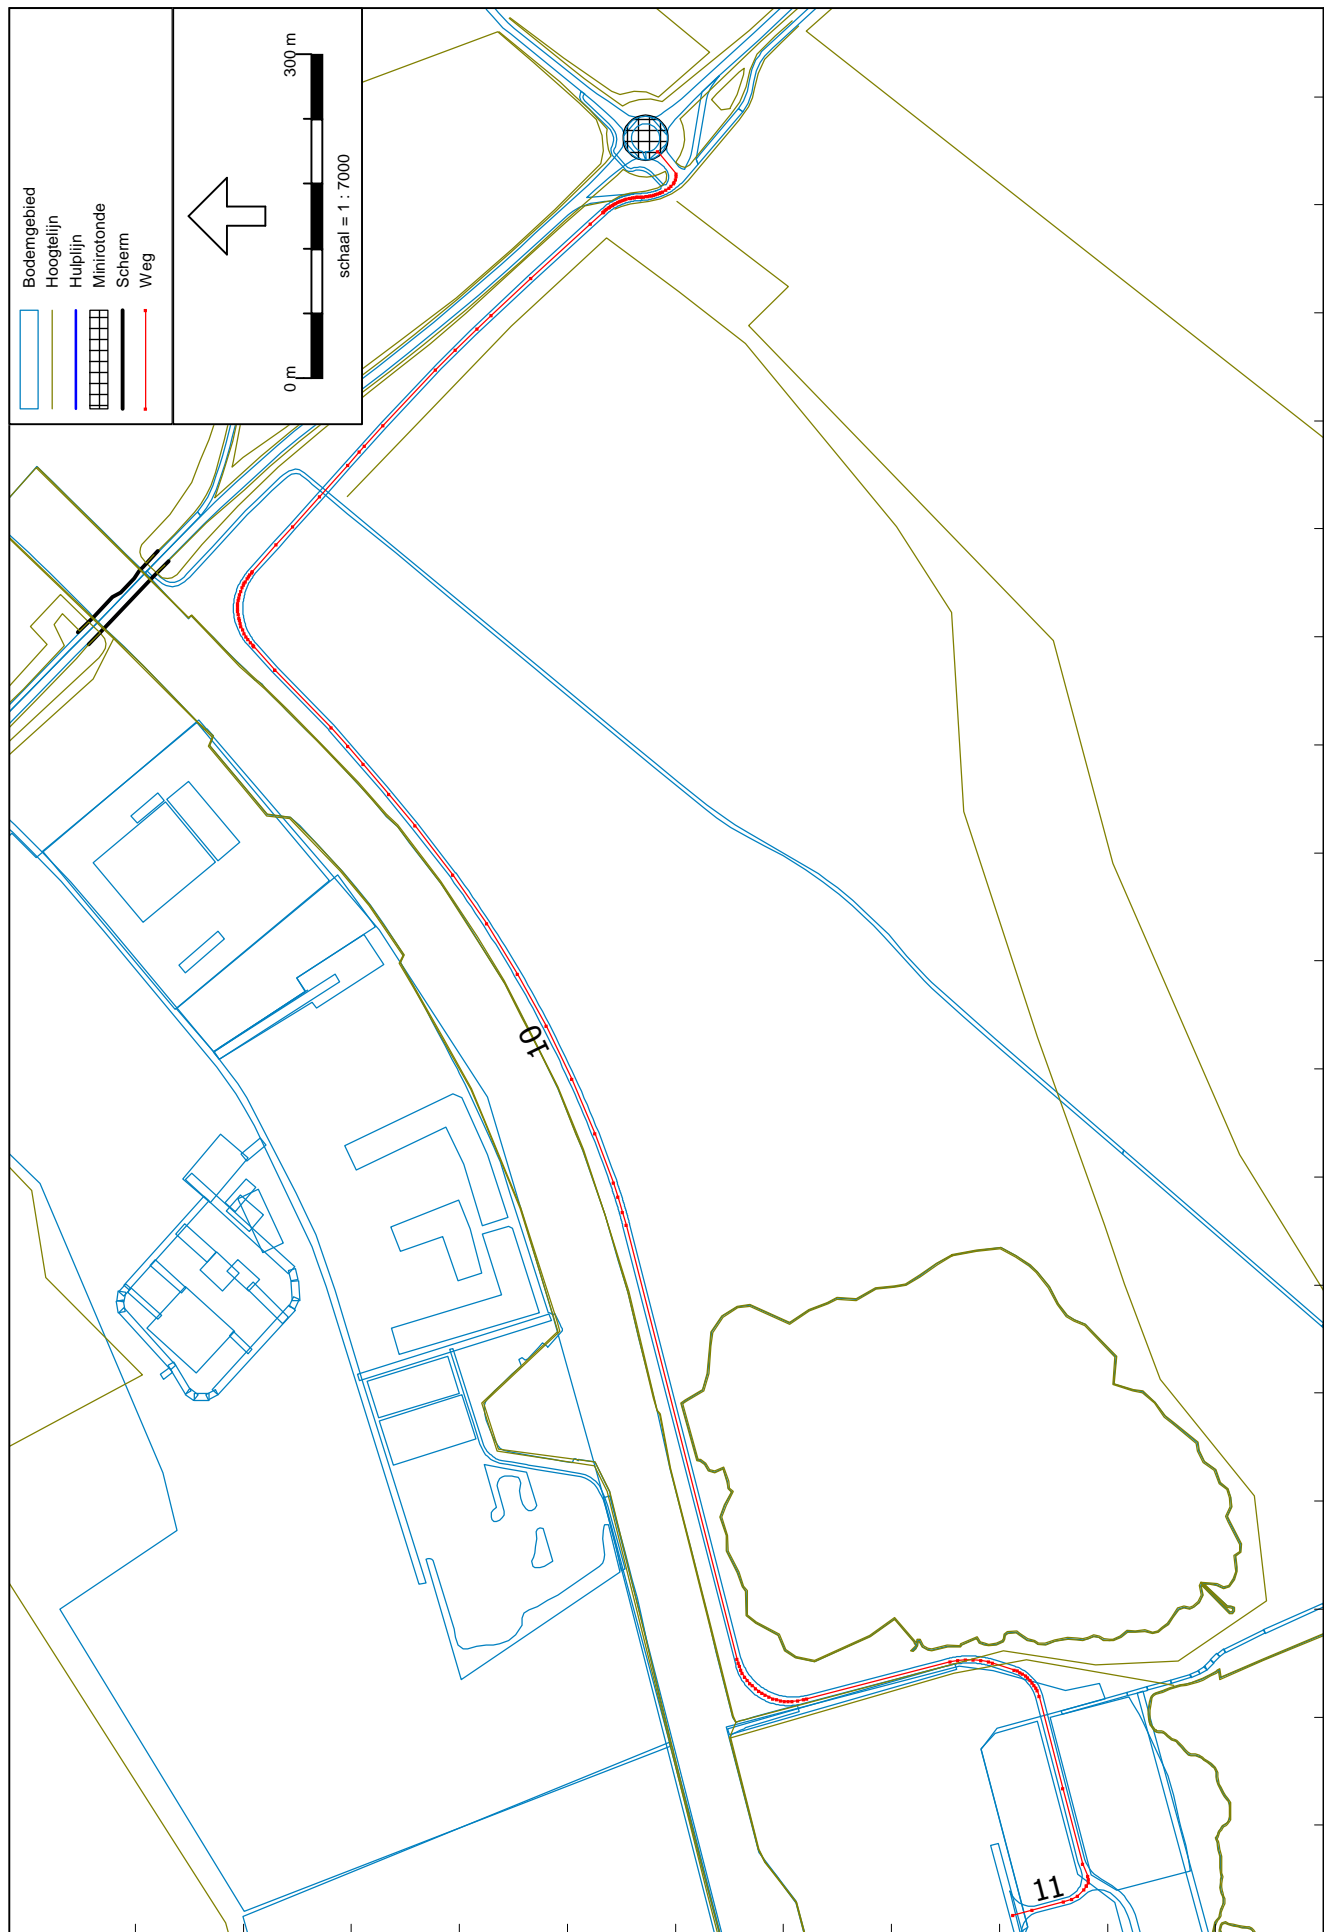 Bodemgebied
Hoogtelijn
Hulplijn
Minirotonde
Scherm
Weg
0 m
300 m
schaal = 1 : 7000
10
11